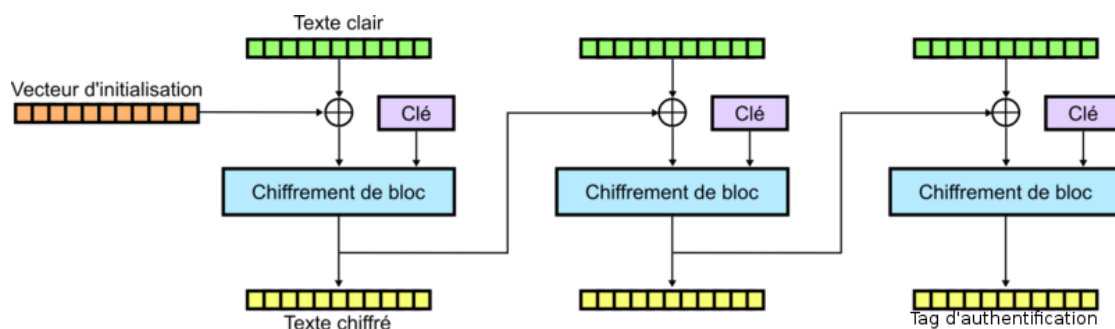 Texte clair
Vecteur d'initialisation
Clé
Clé
Clé
Chiffrement de bloc
Chiffrement de bloc
Chiffrement de bloc
Texte chiffré
Tag d'authentification